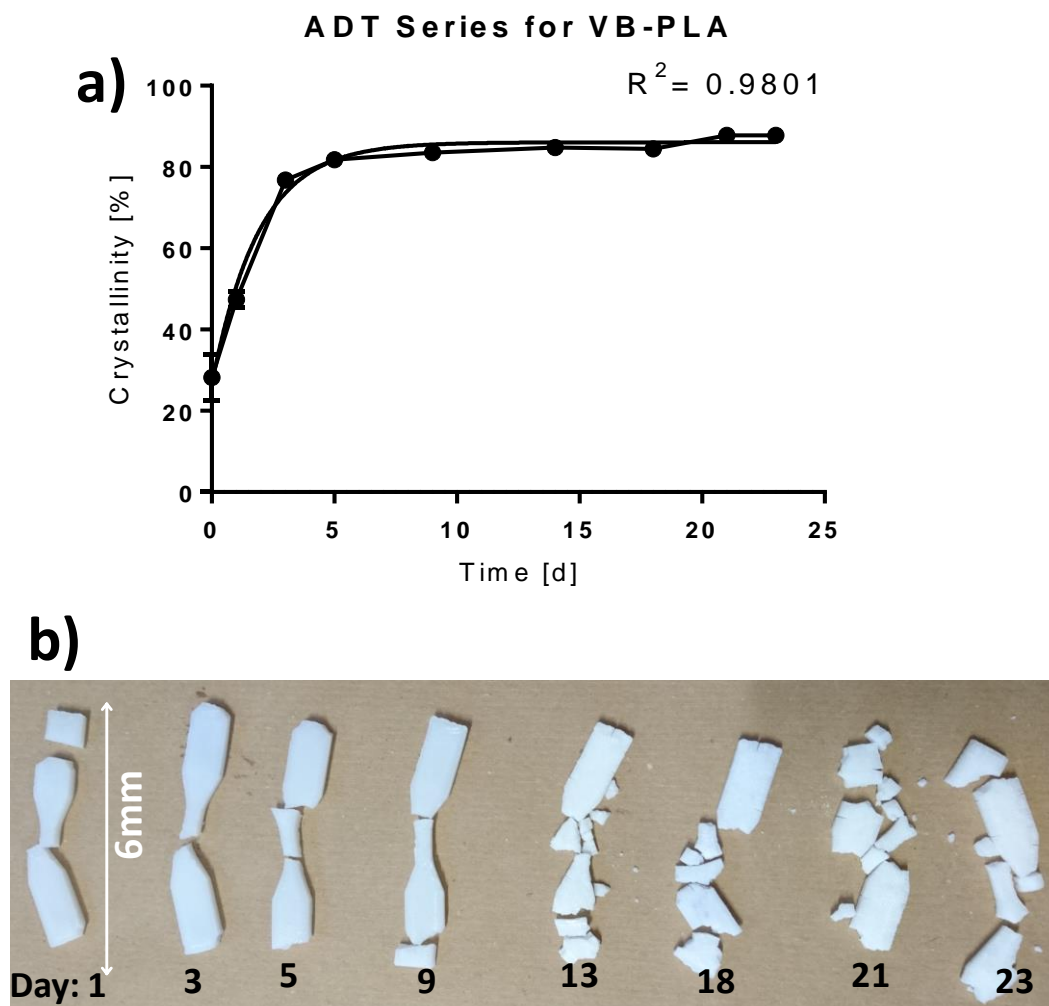 ADT Series for VB-PLA
a)
R2= 0.9801
100
80
60
40
20
0
Crystallinity [%]
0 5 10 15 20 25
Time [d]
b)
6mm
Day: 1 3 5 9 13 18 21 23